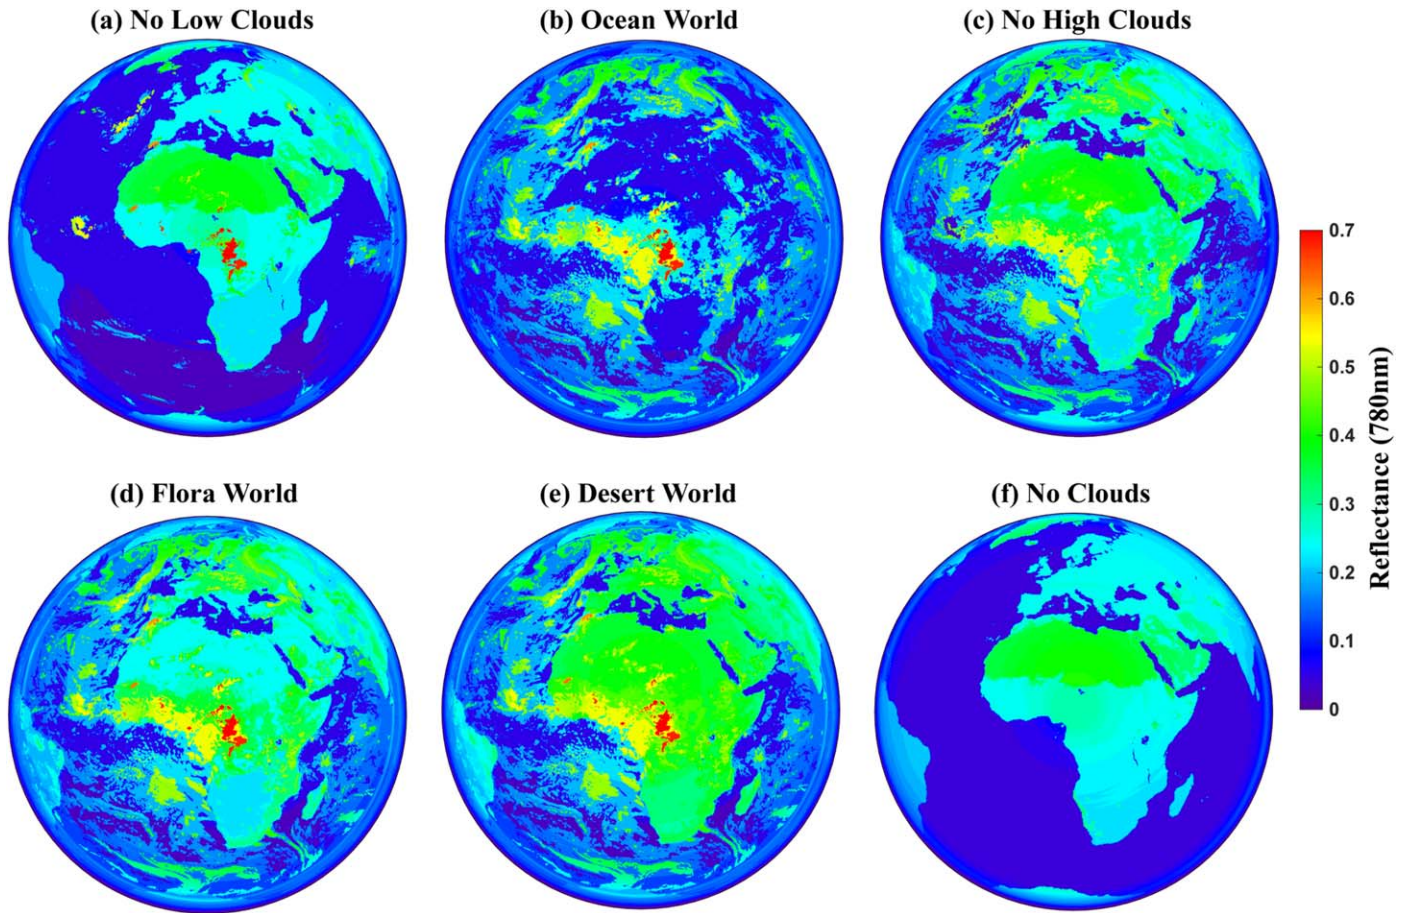 (a) No Low Clouds
(b) Ocean World
(c) No High Clouds
(d) Flora World
(e) Desert World
(f) No Clouds
0.7
0.6
0.5
0.4
0.3
0.2
0.1
0
Reflectance (780nm)